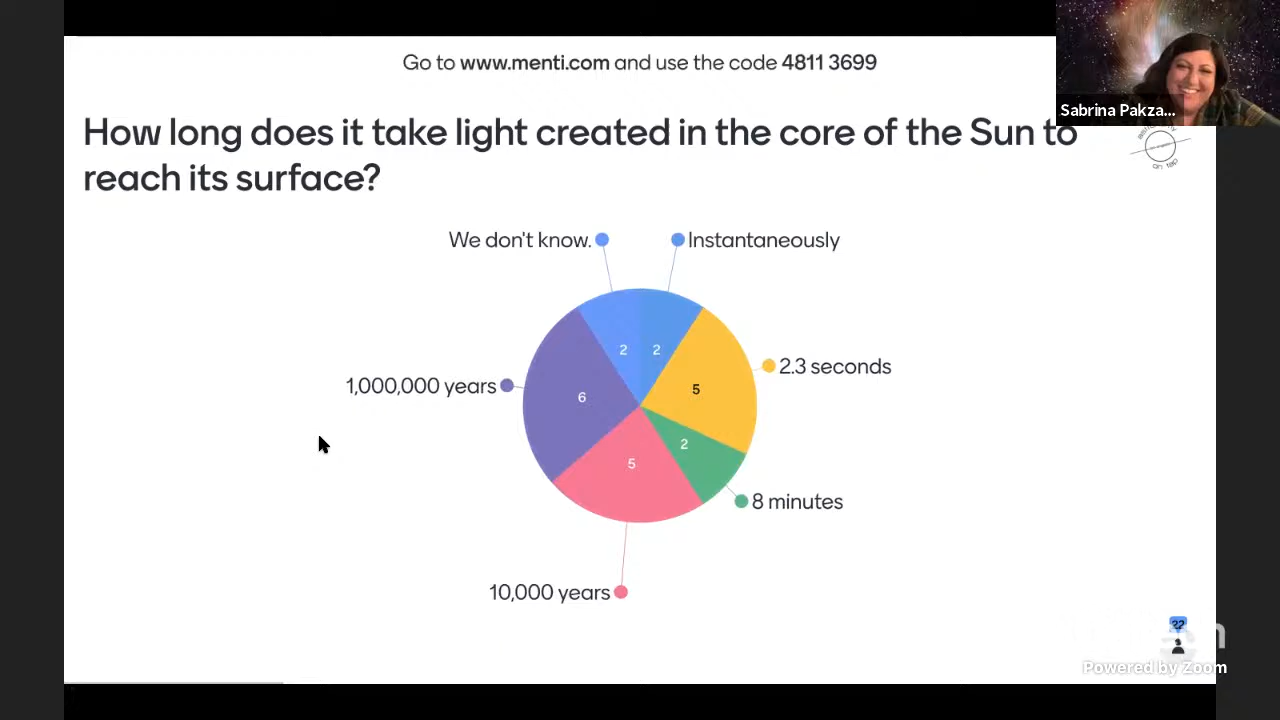 Go to www.menti.com and use the code 4811 3699
Sabrina Pakza...
How long does it take light created in the core of the Sun to
reach its surface?
on tap
We don't know.
Instantaneously
2
2
2.3 seconds
5
1,000,000 years
6
2
5
8 minutes
10,000 years
22
Powered by Zoom